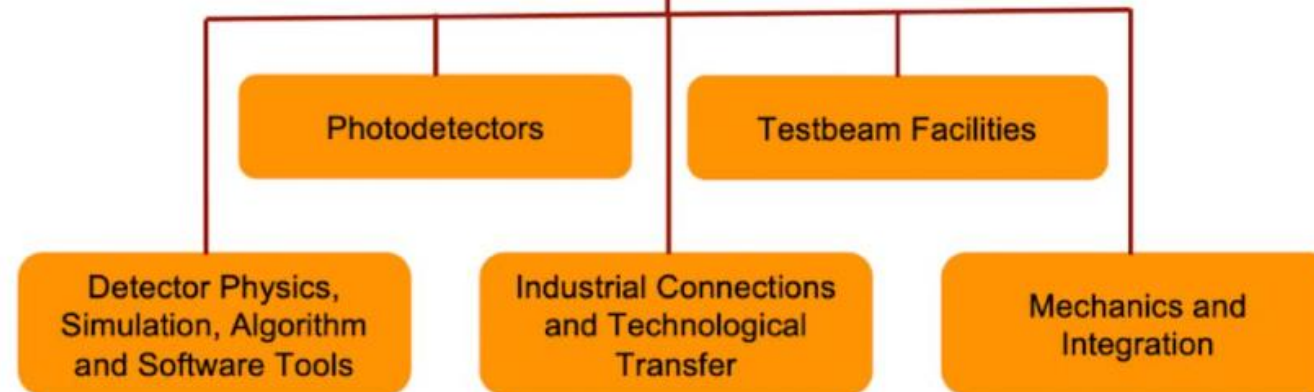 Photodetectors
Testbeam Facilities
Detector Physics,
Simulation, Algorithm
and Software Tools
Industrial Connections
and Technological
Transfer
Mechanics and
Integration